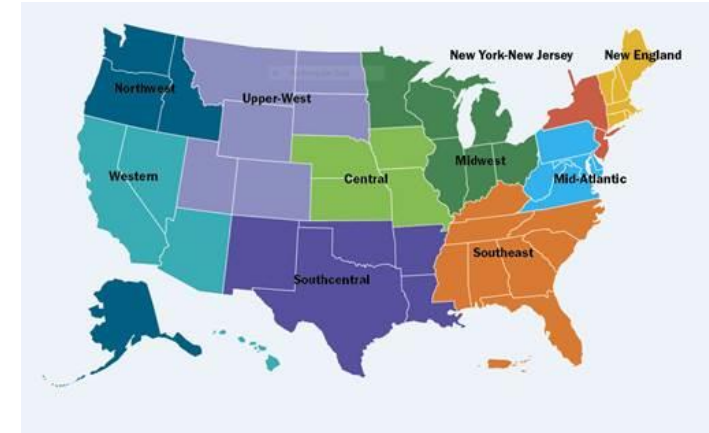 New York-New Jersey
New England
Northwest
Upper-West
Midwest
Western
Central
Mid-Atlantic
Southeast
Southcentral